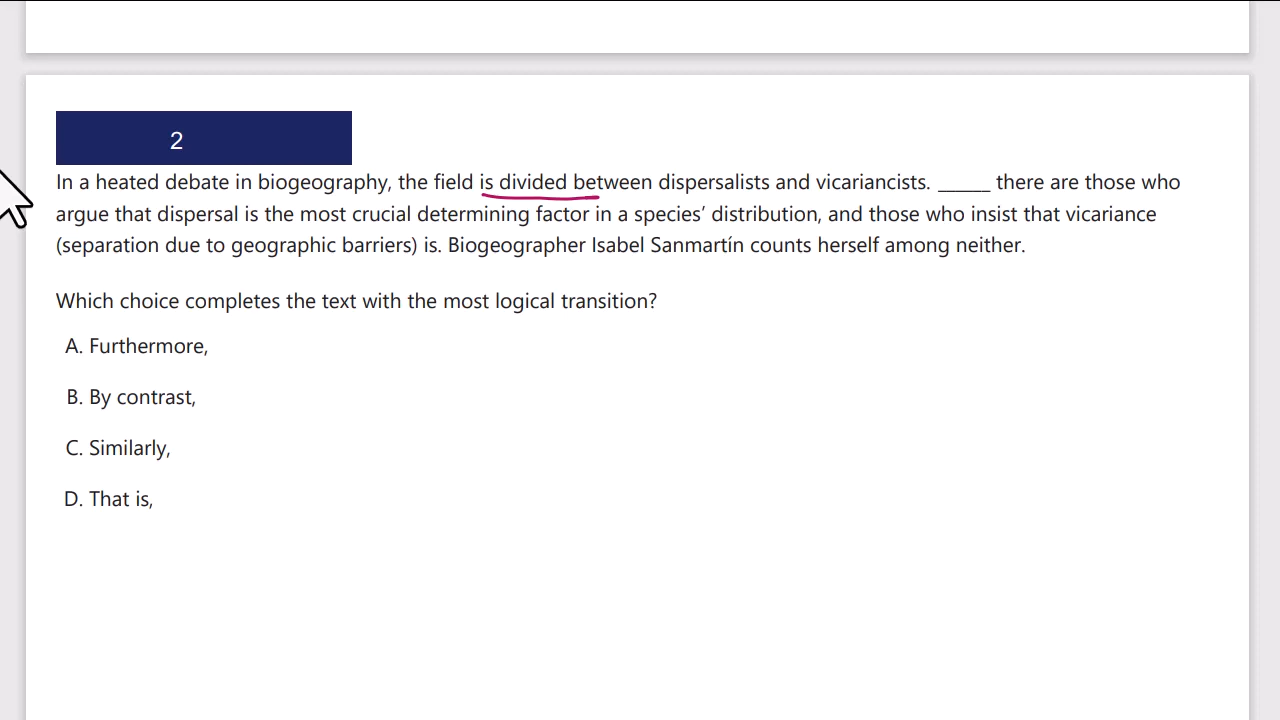 2
In a heated debate in biogeography, the field is divided between dispersalists and vicariancists. ______ there are those who
argue that dispersal is the most crucial determining factor in a species’ distribution, and those who insist that vicariance
(separation due to geographic barriers) is. Biogeographer Isabel Sanmartín counts herself among neither.
Which choice completes the text with the most logical transition?
A. Furthermore,
B. By contrast,
C. Similarly,
D. That is,